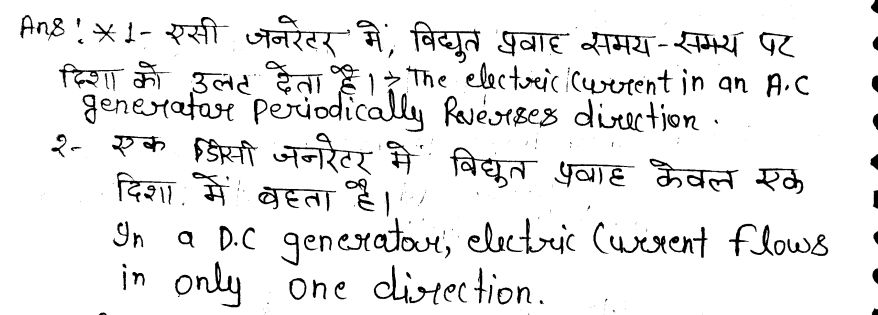 Ans: * 1- एसी जनरेटर में, विद्युत प्रवाह समय-समय पर
दिशा को उलट देता है। → The electric current in an A.C
generator Periodically Reverses direction.
२- एक डिसी जनरेटर में विद्युत प्रवाह केवल एक
दिशा में बहता है।
In a D.C generator, electric Current flows
in only one direction.